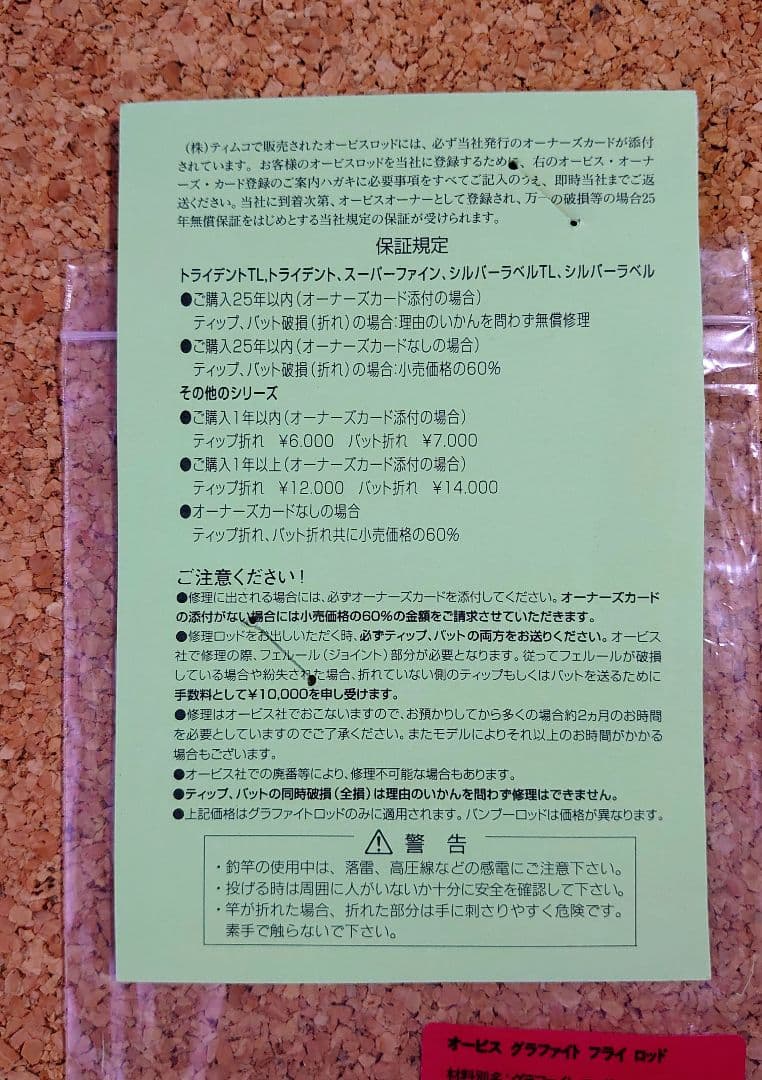 (株)ティムコで販売されたオービスロッドには、必ず当社発行のオーナーズカードが添付
されています。お客様のオービスロッドを当社に登録するために、右のオービス・オーナ
ーズ・カード登録のご案内ハガキに必要事項をすべてご記入のうえ、即時当社までご返
送ください。当社に到着次第、オービスオーナーとして登録され、万一の破損等の場合25
年無償保証をはじめとする当社規定の保証が受けられます。
保証規定
トライデントTL,トライデント、スーパーファイン、シルバーラベルTL、シルバーラベル
●ご購入25年以内(オーナーズカード添付の場合)
ティップ、バット破損(折れ)の場合:理由のいかんを問わず無償修理
●ご購入25年以内(オーナーズカードなしの場合)
ティップ、バット破損(折れ)の場合:小売価格の60%
その他のシリーズ
●ご購入1年以内(オーナーズカード添付の場合)
ティップ折れ ¥6.000 バット折れ ¥7,000
●ご購入1年以上(オーナーズカード添付の場合)
ティップ折れ ¥12.000 バット折れ ¥14.000
●オーナーズカードなしの場合
ティップ折れ、バット折れ共に小売価格の60%
ご注意ください!
●修理に出される場合には、必ずオーナーズカードを添付してください。オーナーズカード
の添付がない場合には小売価格の60%の金額をご請求させていただきます。
●修理ロッドをお出しいただく時、必ずティップ、バットの両方をお送りください。オービス
社で修理の際、フェルール(ジョイント)部分が必要となります。従ってフェルールが破損
している場合や紛失された場合、折れていない側のティップもしくはバットを送るために
手数料として¥10,000を申し受けます。
●修理はオービス社でおこないますので、お預かりしてから多くの場合約2ヵ月のお時間
を必要としていますのでご了承ください。またモデルによりそれ以上のお時間がかかる
場合もございます。
●オービス社での廃番等により、修理不可能な場合もあります。
●ティップ、バットの同時破損(全損)は理由のいかんを問わず修理はできません。
●上記価格はグラファイトロッドのみに適用されます。バンブーロッドは価格が異なります。
⚠ 警告
・釣竿の使用中は、落雷、高圧線などの感電にご注意下さい。
・投げる時は周囲に人がいないか十分に安全を確認して下さい。
・竿が折れた場合、折れた部分は手に刺さりやすく危険です。
素手で触らないで下さい。
オービス グラファイト フライ ロッド